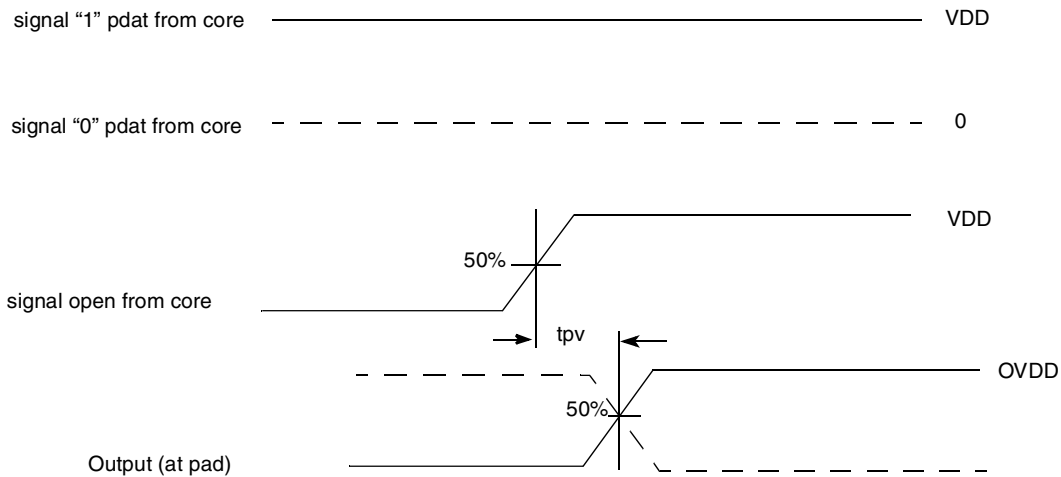 signal “1” pdat from core VDD
signal “0” pdat from core 0
VDD
50%
signal open from core
tpv
OVDD
50%
Output (at pad)